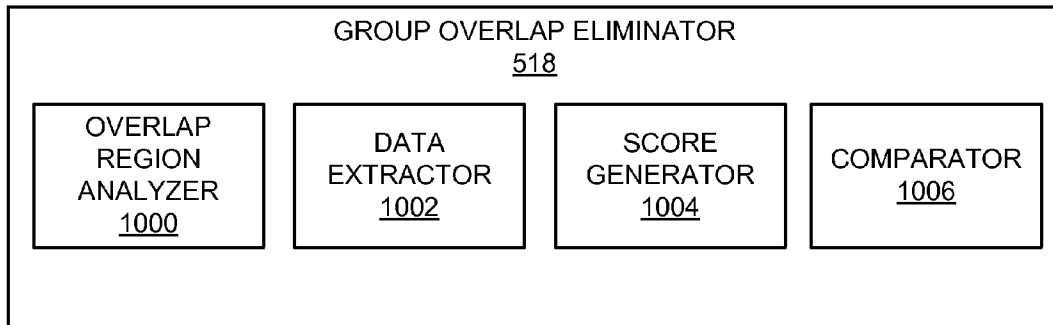 GROUP OVERLAP ELIMINATOR
518
OVERLAP
REGION
ANALYZER
1000
DATA
EXTRACTOR
1002
SCORE
GENERATOR
1004
COMPARATOR
1006